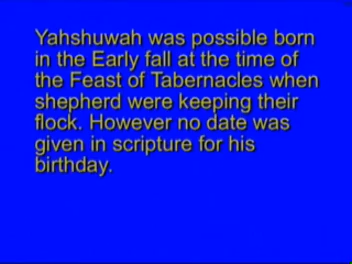 Yahshuwah was possible born
in the Early fall at the time of
the Feast of Tabernacles when
shepherd were keeping their
flock. However no date was
given in scripture for his
birthday.